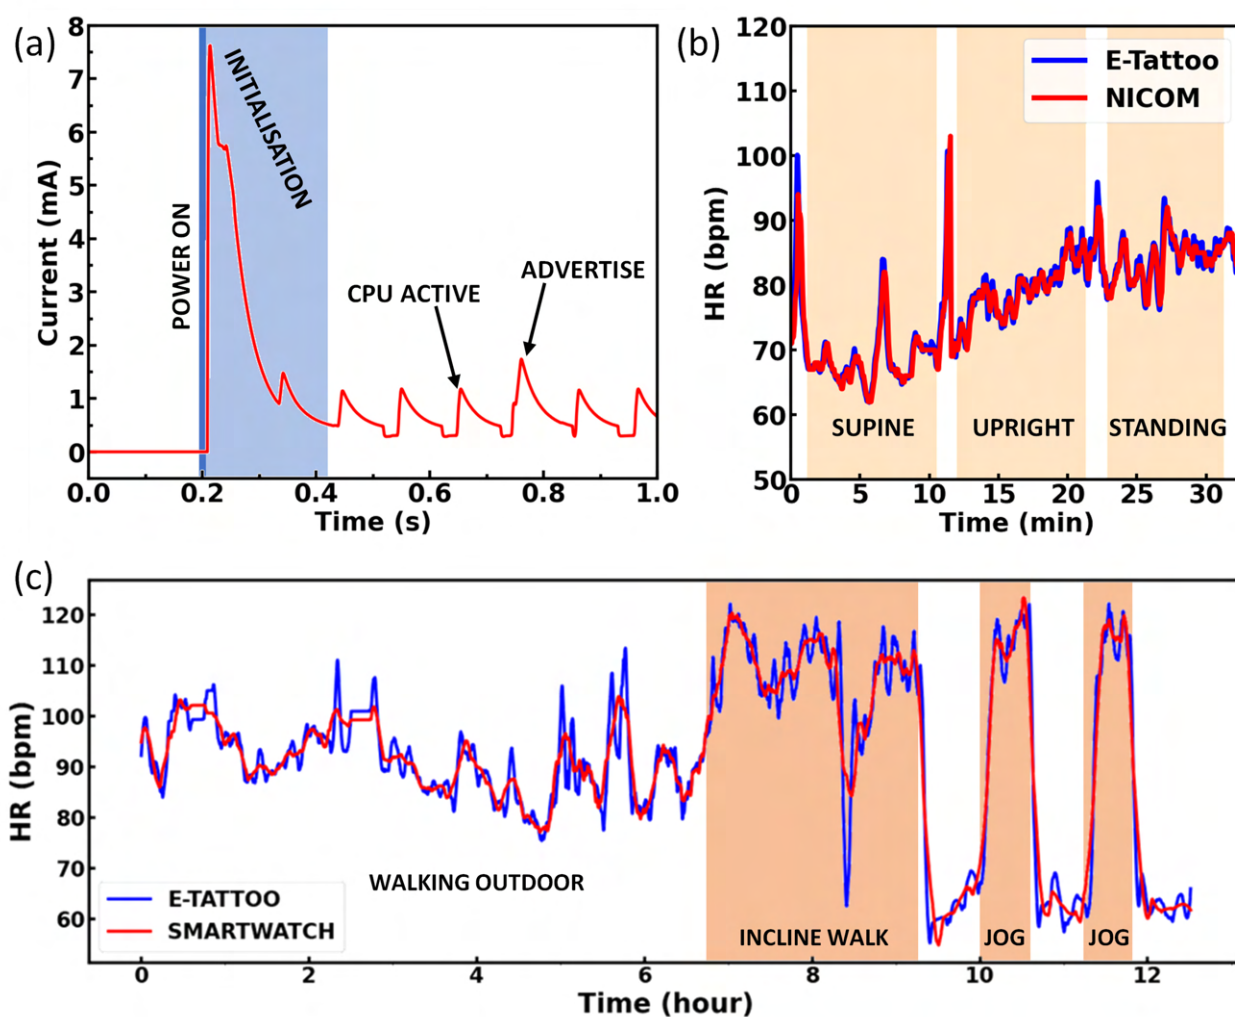 (a)
8
7
6
5
4
3
2
1
0
Current (mA)
POWER ON
INITIALISATION
CPU ACTIVE
ADVERTISE
0.0 0.2 0.4 0.6 0.8 1.0
Time (s)
(b)
120
110
100
90
80
70
60
50
HR (bpm)
E-Tattoo
NICOM
SUPINE UPRIGHT STANDING
0 5 10 15 20 25 30
Time (min)
(c)
120
110
100
90
80
70
60
HR (bpm)
WALKING OUTDOOR
E-TATTOO
SMARTWATCH
INCLINE WALK JOG JOG
0 2 4 6 8 10 12
Time (hour)